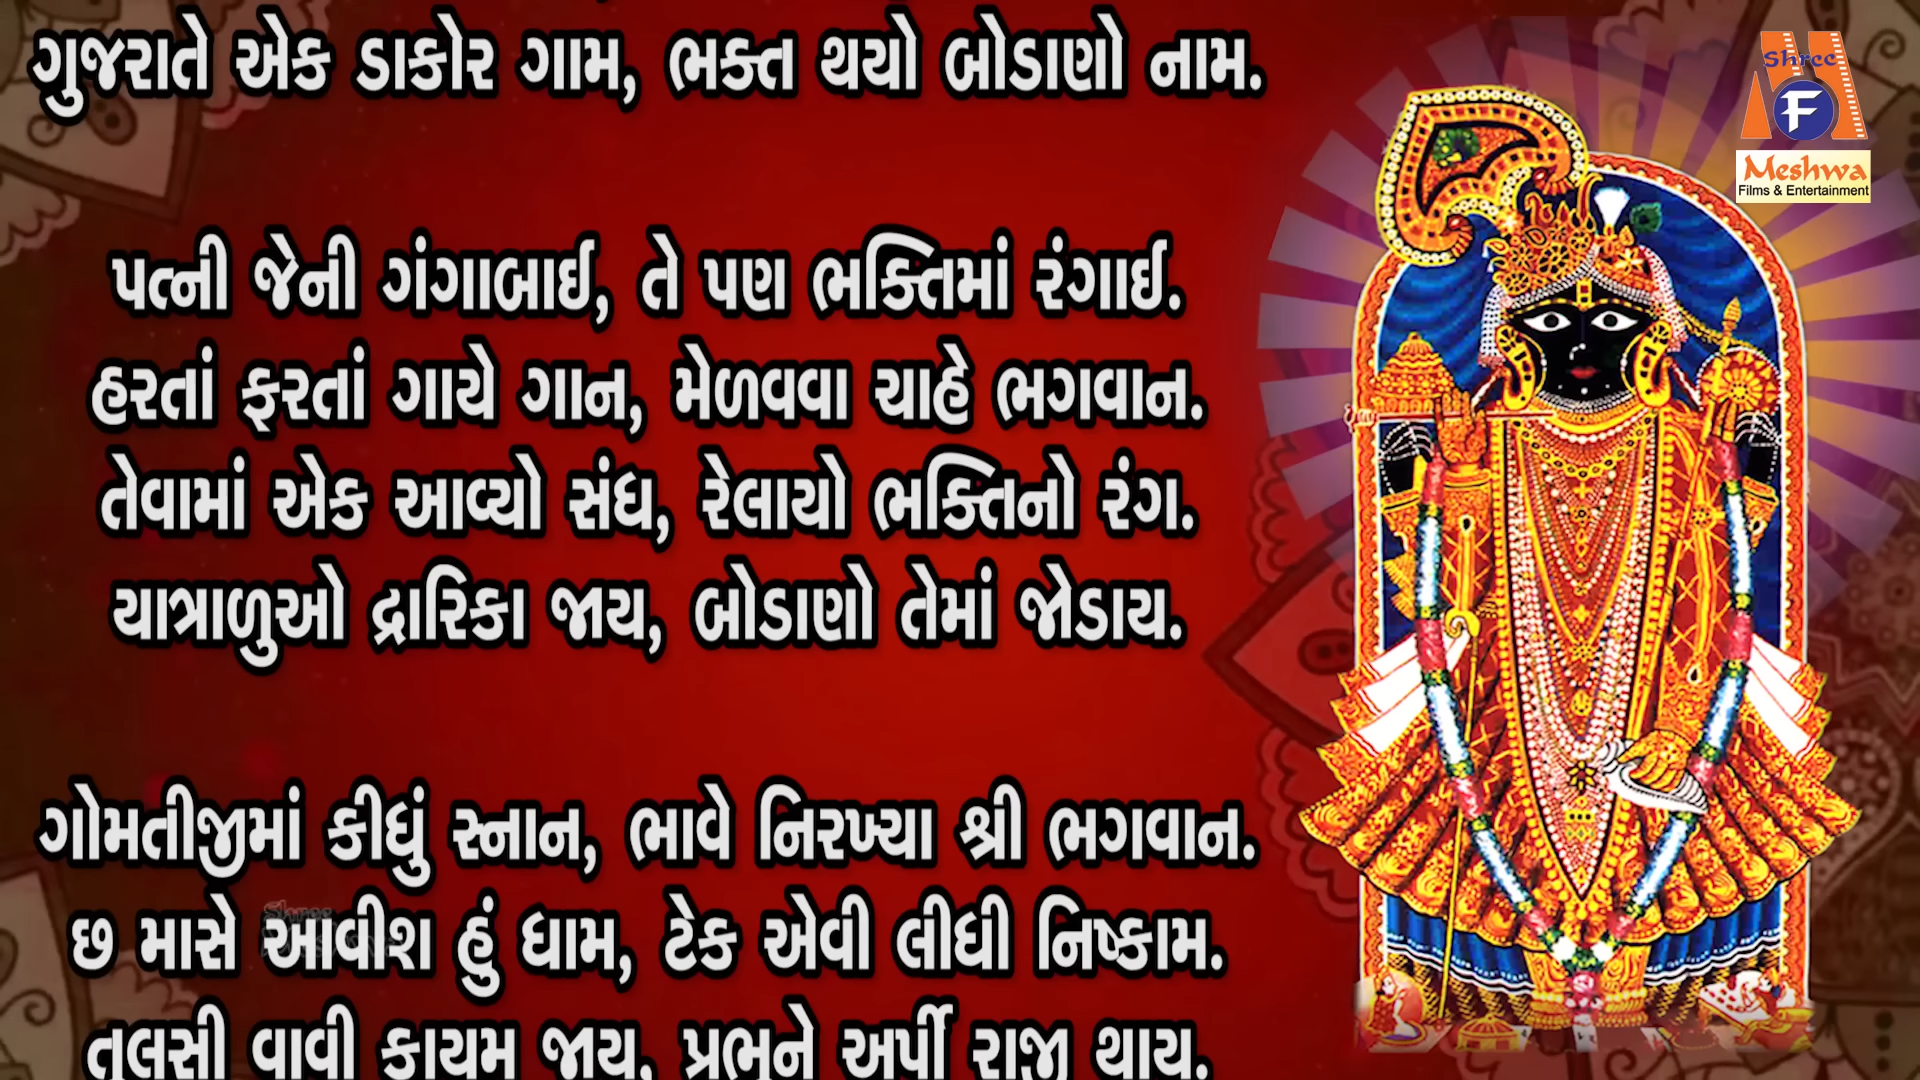 ગુજરાતે એક ડાકોર ગામ, ભક્ત થયો બોડાણો નામ.
પત્ની જેની ગંગાબાઈ, તે પણ ભક્તિમાં રંગાઈ.
હરતાં ફરતાં ગાયે ગાન, મેળવવા ચાહે ભગવાન.
તેવામાં એક આવ્યો સંઘ, રેલાયો ભક્તિનો રંગ.
યાત્રાળુઓ દ્રારિકા જાય, બોડાણો તેમાં જોડાય.
ગોમતીજીમાં કીધું સ્નાન, ભાવે નિરખ્યા શ્રી ભગવાન.
છ માસે આવીશ હું ધામ, ટેક એવી લીધી નિષ્કામ.
તુલસી વાવી કાયમ જાય, પ્રભુને અર્પી રાજી થાય.
Shree
F
Meshwa
Films & Entertainment